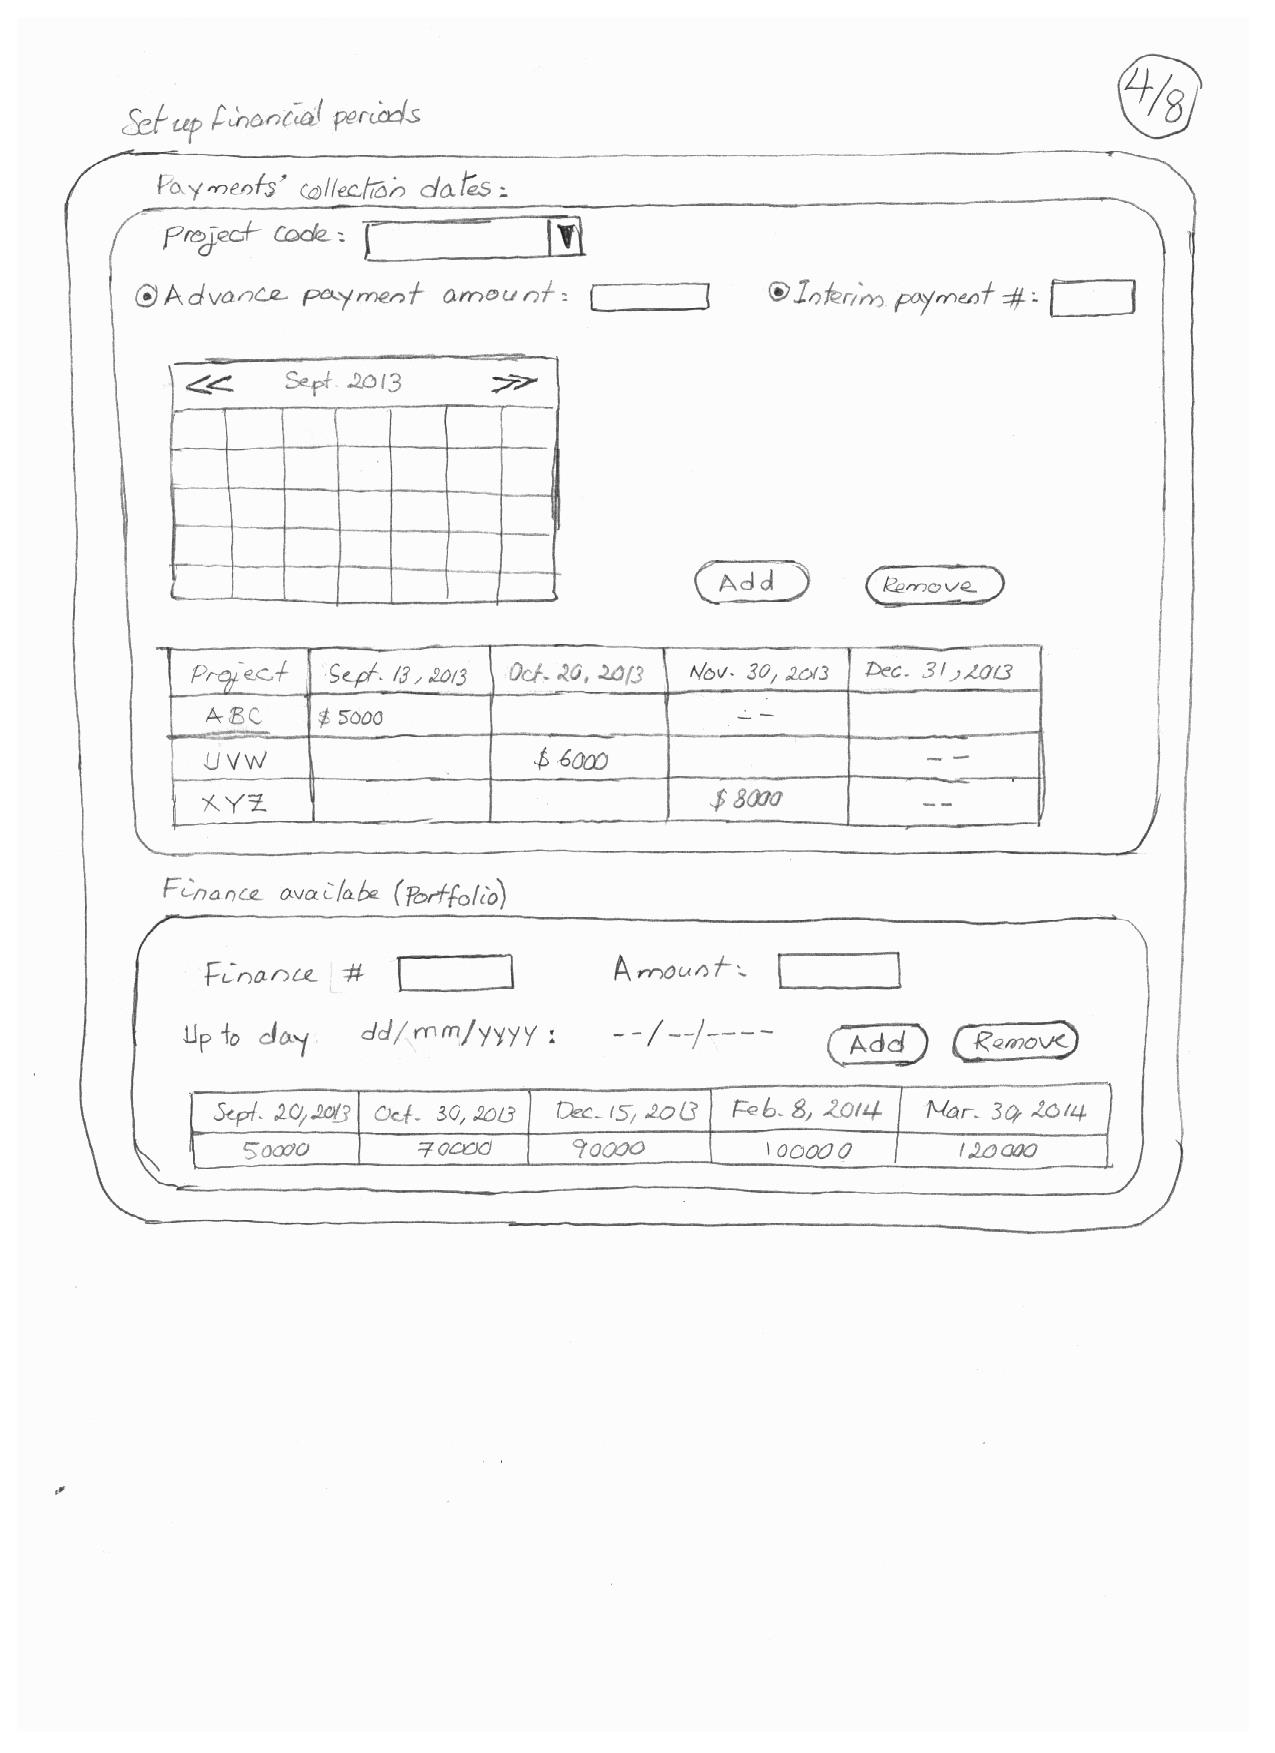 4/8
Set up financial periods
Payments' collection dates:
Project code:
Advance payment amount: Interim payment #:
<< Sept. 2013 >>
Add Remove
Project Sept. 13, 2013 Oct. 20, 2013 Nov. 30, 2013 Dec. 31, 2013
ABC $ 5000 --
UVW $ 6000 --
XYZ $ 8000 --
Finance availabe (Portfolio)
Finance # Amount:
Up to day dd/mm/yyyy : --/--/----
Add Remove
Sept. 20, 2013 Oct. 30, 2013 Dec. 15, 2013 Feb. 8, 2014 Mar. 30, 2014
50000 70000 90000 100000 120000